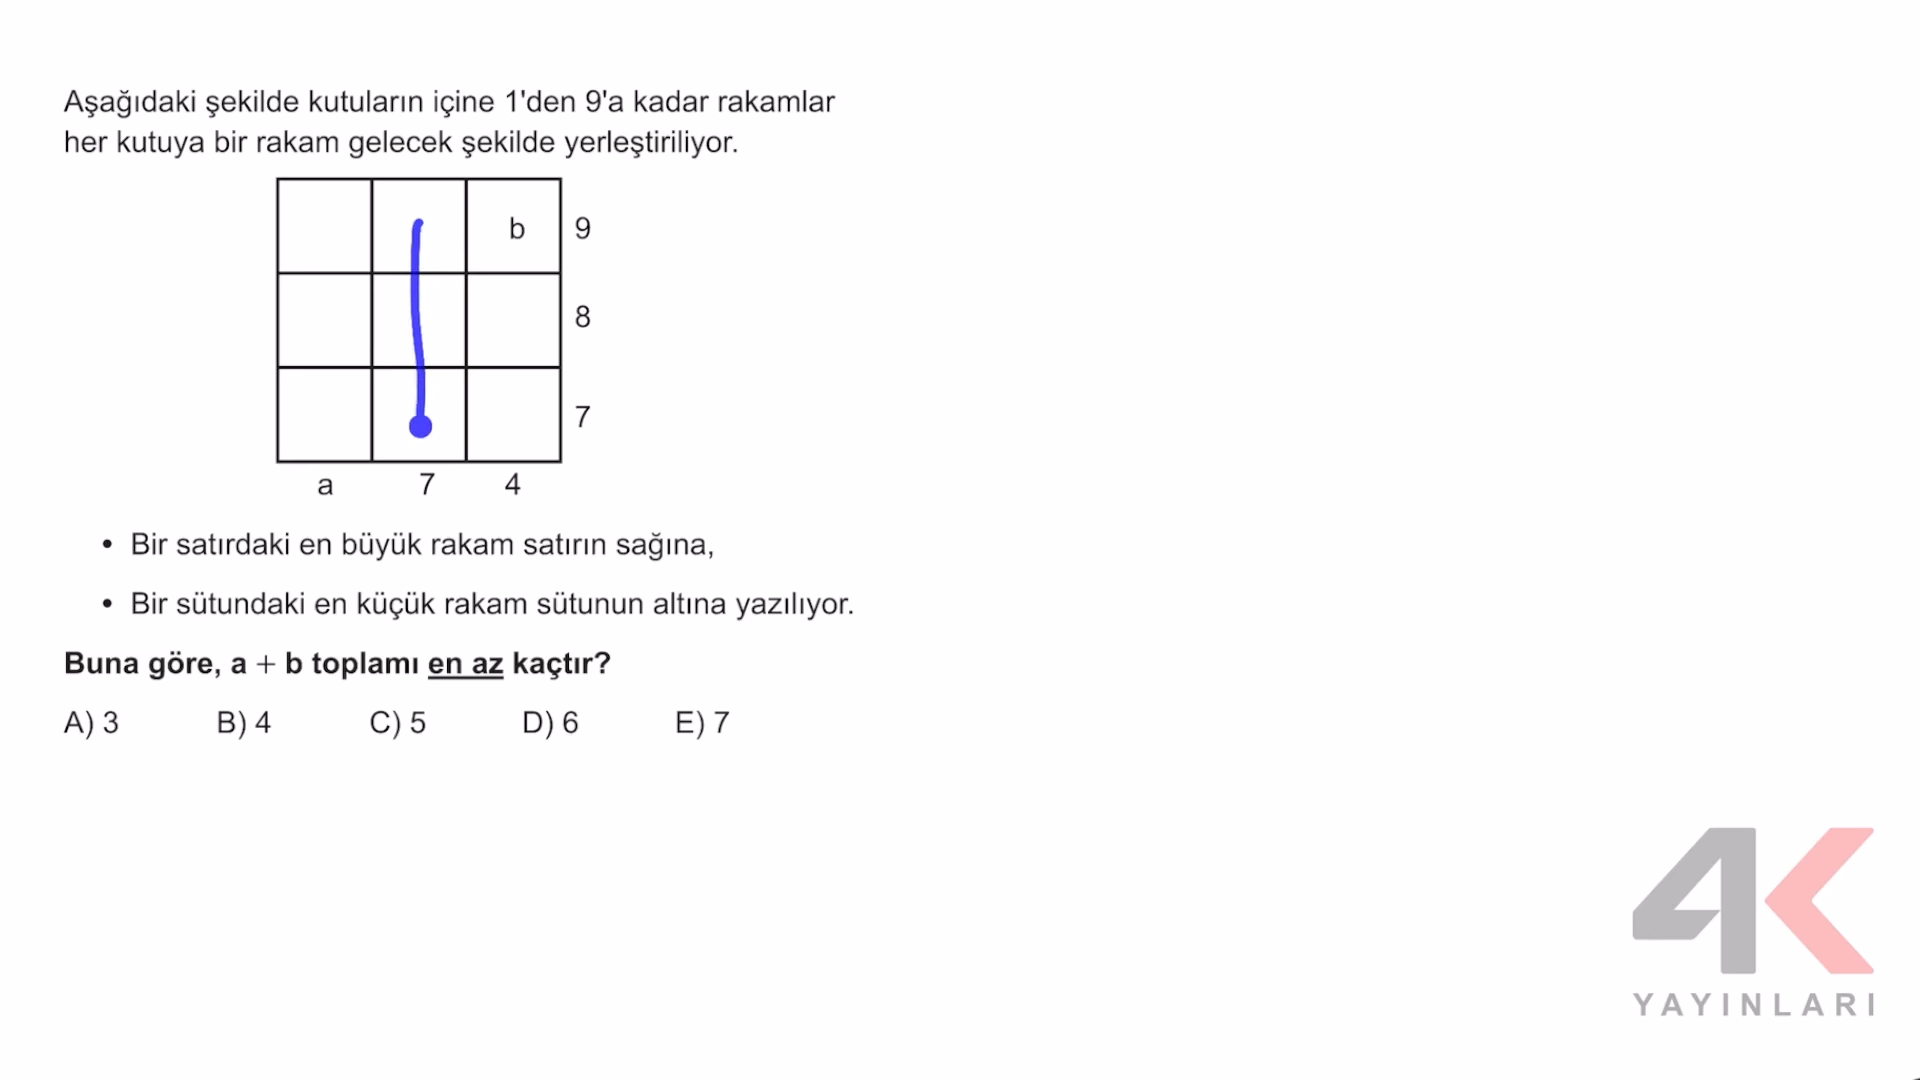 Aşağıdaki şekilde kutuların içine 1'den 9'a kadar rakamlar
her kutuya bir rakam gelecek şekilde yerleştiriliyor.
b 9
8
7
a 7 4
• Bir satırdaki en büyük rakam satırın sağına,
• Bir sütundaki en küçük rakam sütunun altına yazılıyor.
Buna göre, a + b toplamı en az kaçtır?
A) 3 B) 4 C) 5 D) 6 E) 7
4K
YAYINLARI